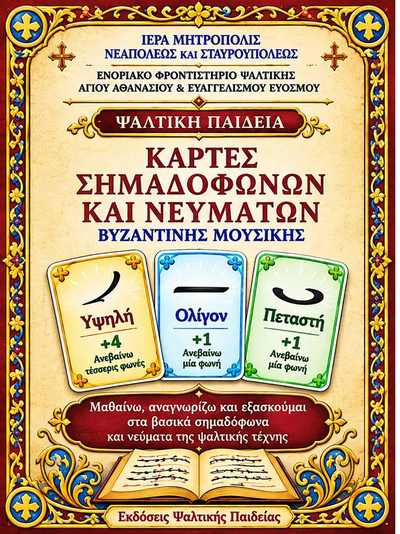 ΙΕΡΑ ΜΗΤΡΟΠΟΛΙΣ
ΝΕΑΠΟΛΕΩΣ ΚΑΙ ΣΤΑΥΡΟΥΠΟΛΕΩΣ
ΕΝΟΡΙΑΚΟ ΦΡΟΝΤΙΣΤΗΡΙΟ ΨΑΛΤΙΚΗΣ
ΑΓΙΟΥ ΑΘΑΝΑΣΙΟΥ & ΕΥΑΓΓΕΛΙΣΜΟΥ ΕΥΟΣΜΟΥ
ΨΑΛΤΙΚΗ ΠΑΙΔΕΙΑ
ΚΑΡΤΕΣ
ΣΗΜΑΔΟΦΩΝΩΝ
ΚΑΙ ΝΕΥΜΑΤΩΝ
ΒΥΖΑΝΤΙΝΗΣ ΜΟΥΣΙΚΗΣ
Υψηλή
+4
Ανεβαίνω
τέσσερις φωνές
Ολίγον
+1
Ανεβαίνω
μία φωνή
Πεταστή
+1
Ανεβαίνω
μία φωνή
Μαθαίνω, αναγνωρίζω και εξασκούμαι
στα βασικά σημαδόφωνα
και νεύματα της ψαλτικής τέχνης
Εκδόσεις Ψαλτικής Παιδείας